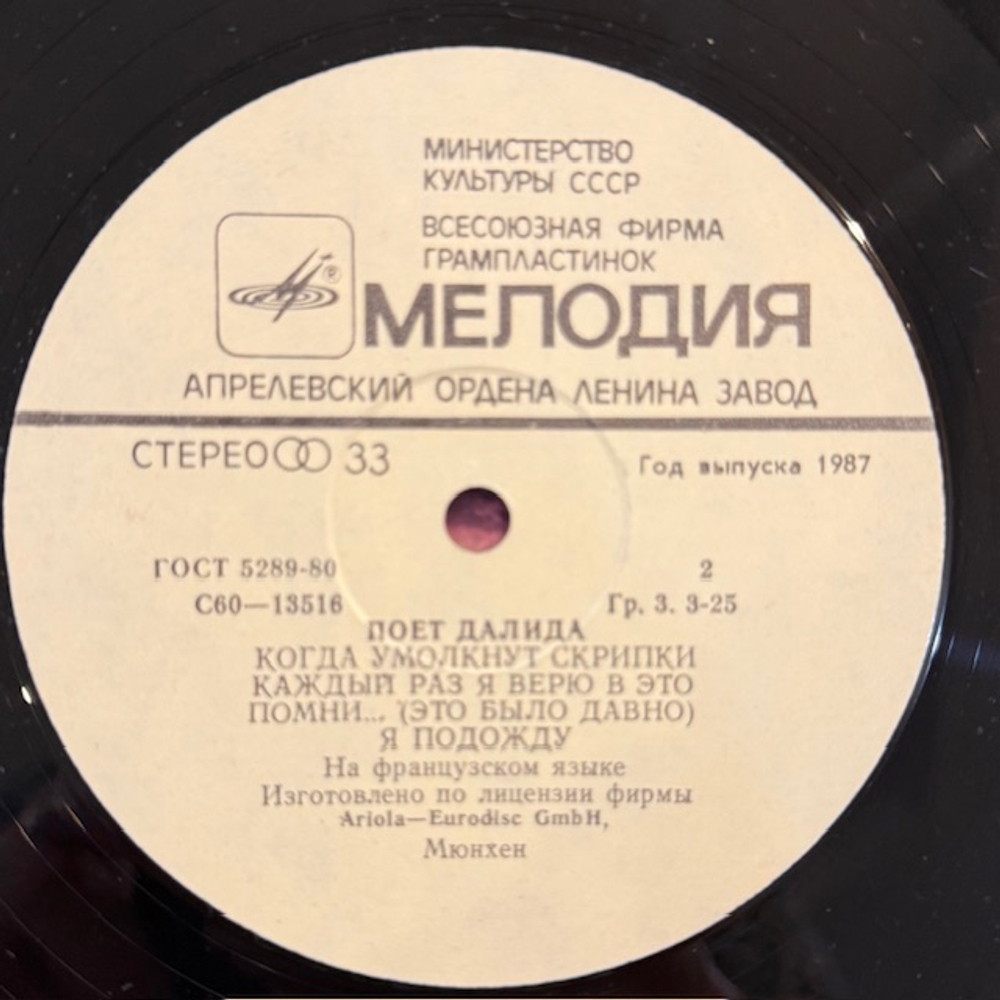 МИНИСТЕРСТВО
КУЛЬТУРЫ СССР
ВСЕСОЮЗНАЯ ФИРМА
ГРАМПЛАСТИНОК
®
МЕЛОДИЯ
АПРЕЛЕВСКИЙ ОРДЕНА ЛЕНИНА ЗАВОД
СТЕРЕО 33 Год выпуска 1987
ГОСТ 5289-80 2
С60—13516 Гр. 3. 3-25
ПОЕТ ДАЛИДА
КОГДА УМОЛКНУТ СКРИПКИ
КАЖДЫЙ РАЗ Я ВЕРЮ В ЭТО
ПОМНИ... (ЭТО БЫЛО ДАВНО)
Я ПОДОЖДУ
На французском языке
Изготовлено по лицензии фирмы
Ariola—Eurodisc GmbH,
Мюнхен